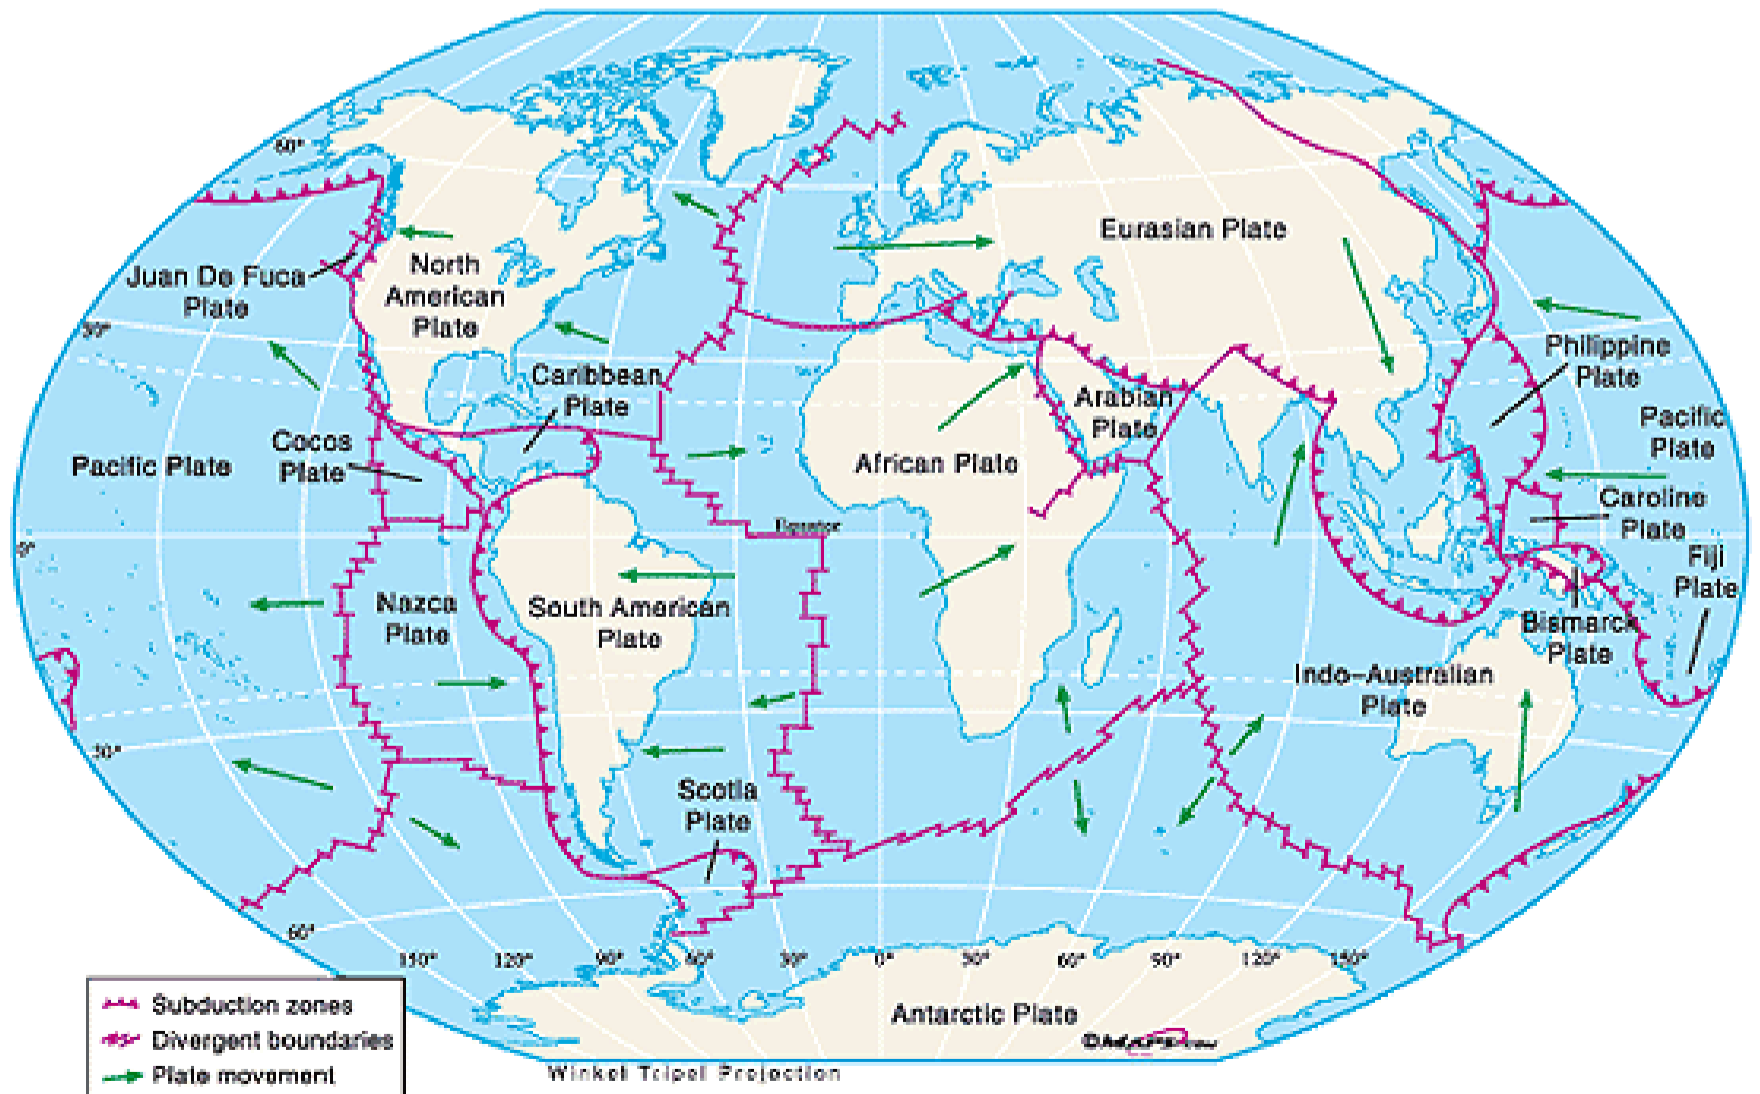 60°
Eurasian Plate
Juan De Fuca
Plate
North
American
Plate
30°
Philippine
Plate
Caribbean
Plate
Arabian
Plate
Pacific
Plate
Cocos
Plate
Pacific Plate
African Plate
Caroline
Plate
Equator
0°
Fiji
Plate
Nazca
Plate
South American
Plate
Bismarck
Plate
Indo-Australian
Plate
30°
Scotia
Plate
60°
150° 120° 90° 60° 30° 0° 30° 60° 90° 120° 150°
Antarctic Plate
Subduction zones
Divergent boundaries
Plate movement
Winkel Tripel Projection